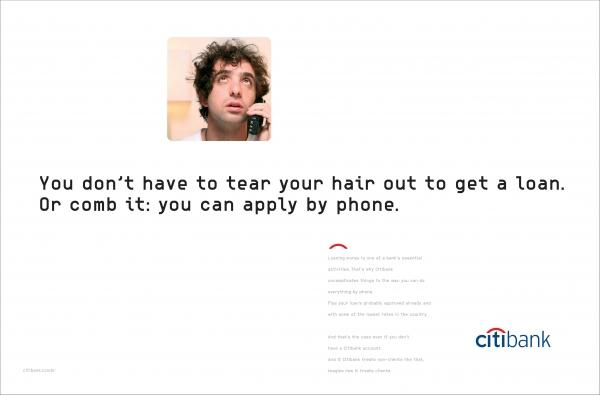 You don't have to tear your hair out to get a loan.
Or comb it: you can apply by phone.
Loaning money is one of a bank's essential
activities. That's why Citibank
uncomplicates things to the max: you can do
everything by phone.
Plus your loan's probably approved already and
with some of the lowest rates in the country.
And that's the case even if you don't
have a Citibank account.
And if Citibank treats non-clients like that,
imagine how it treats clients.
citibank
citibank.com.br